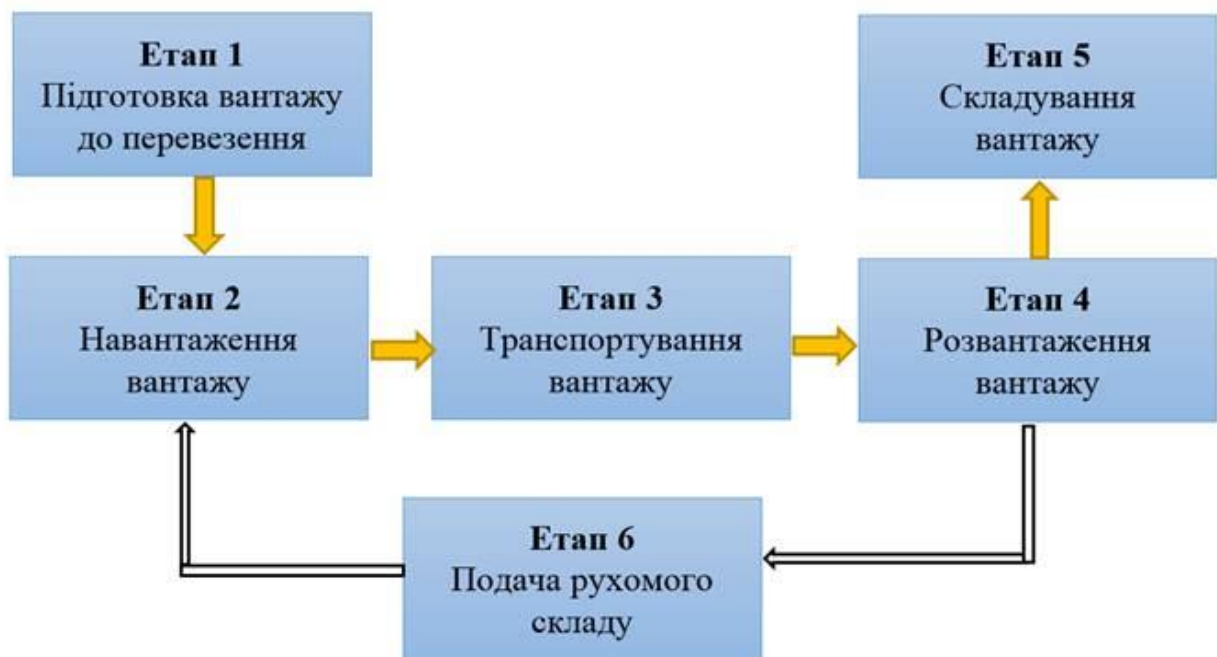 Етап 1
Підготовка вантажу
до перевезення
Етап 5
Складування
вантажу
Етап 2
Навантаження
вантажу
Етап 3
Транспортування
вантажу
Етап 4
Розвантаження
вантажу
Етап 6
Подача рухомого
складу